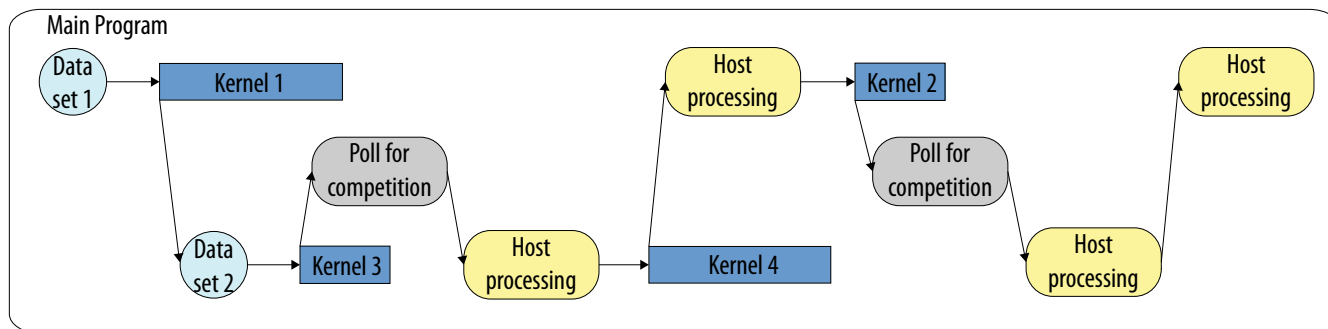 Main Program
Data
set 1
Kernel 1
Host
processing
Kernel 2
Host
processing
Poll for
competition
Poll for
competition
Data
set 2
Kernel 3
Host
processing
Kernel 4
Host
processing